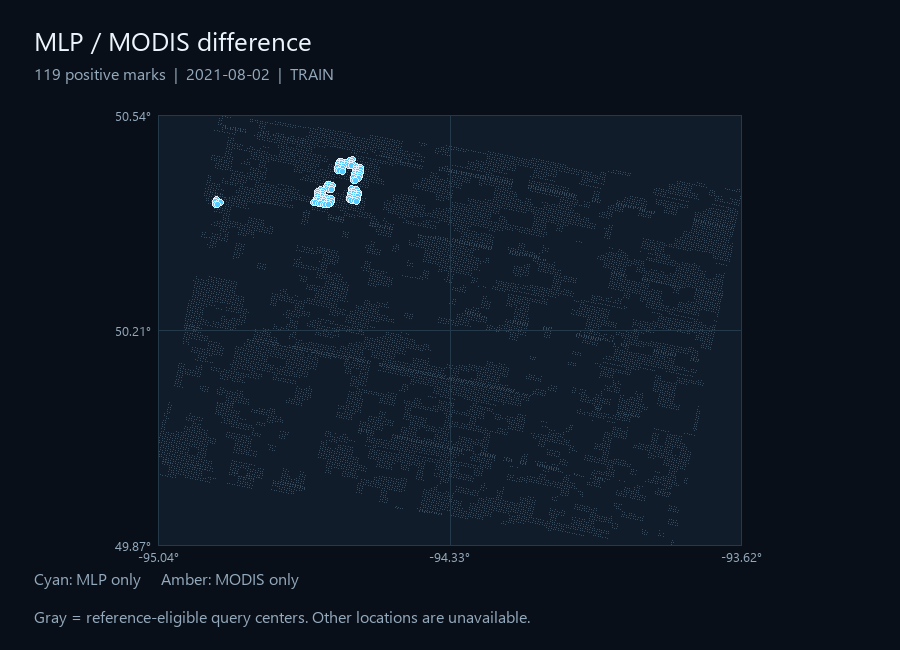 MLP / MODIS difference
119 positive marks | 2021-08-02 | TRAIN
50.54°
50.21°
49.87°
-95.04° -94.33° -93.62°
Cyan: MLP only Amber: MODIS only
Gray = reference-eligible query centers. Other locations are unavailable.